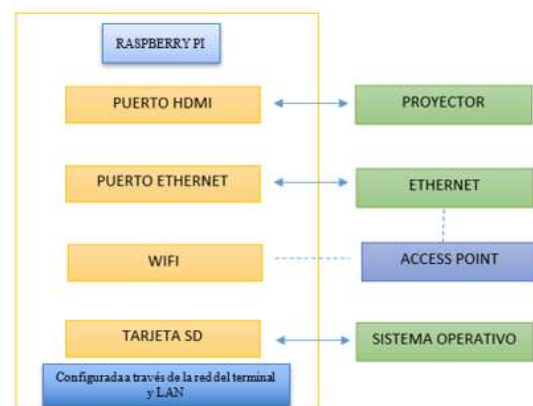 RASPBERRY PI
PUERTO HDMI
PROYECTOR
PUERTO ETHERNET
ETHERNET
WIFI
ACCESS POINT
TARJETA SD
SISTEMA OPERATIVO
Configurada a través de la red del terminal
y LAN